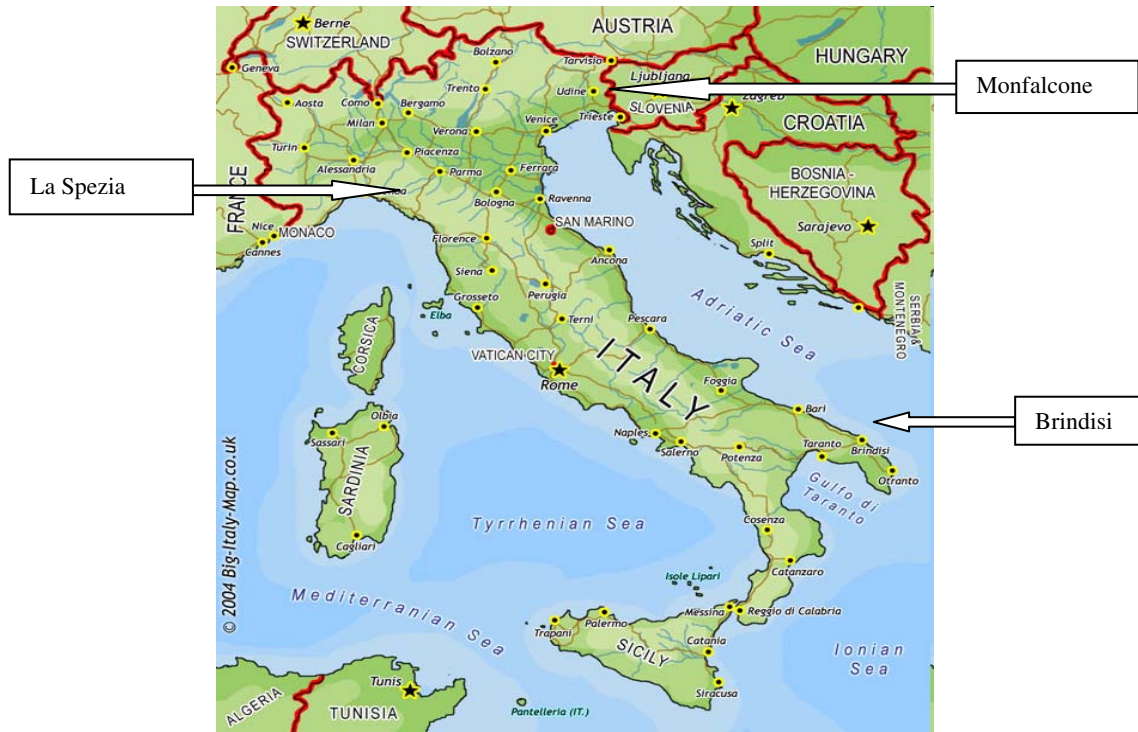 Berne
SWITZERLAND
AUSTRIA
HUNGARY
Geneva
Bolzano
Tarvisio
Ljubljana
Monfalcone
Aosta
Como
Bergamo
Trento
Udine
SLOVENIA
Zagreb
Milan
Verona
Venice
Trieste
CROATIA
Turin
Piacenza
Alessandria
Parma
Ferrara
BOSNIA -
HERZEGOVINA
La Spezia
FRANCE
Bologna
Ravenna
SAN MARINO
Sarajevo
Nice
MONACO
Cannes
Florence
Ancona
Split
Siena
Perugia
Grosseto
Elba
Terni
Adriatic Sea
SERBIA &
MONTENEGRO
CORSICA
Pescara
VATICAN CITY
Rome
ITALY
Foggia
Bari
Brindisi
Olbia
Sassari
Naples
Salerno
Potenza
Taranto
Brindisi
Otranto
SARDINIA
Gulfo di
Taranto
Tyrrhenian Sea
Cosenza
Cagliari
Catanzaro
Isole Lipari
© 2004 Big-Italy-Map.co.uk
Mediterranian Sea
Messina
Reggio di Calabria
Trapani
Palermo
SICILY
Catania
Ionian
Sea
Siracusa
Tunis
ALGERIA
TUNISIA
Pantelleria (IT.)